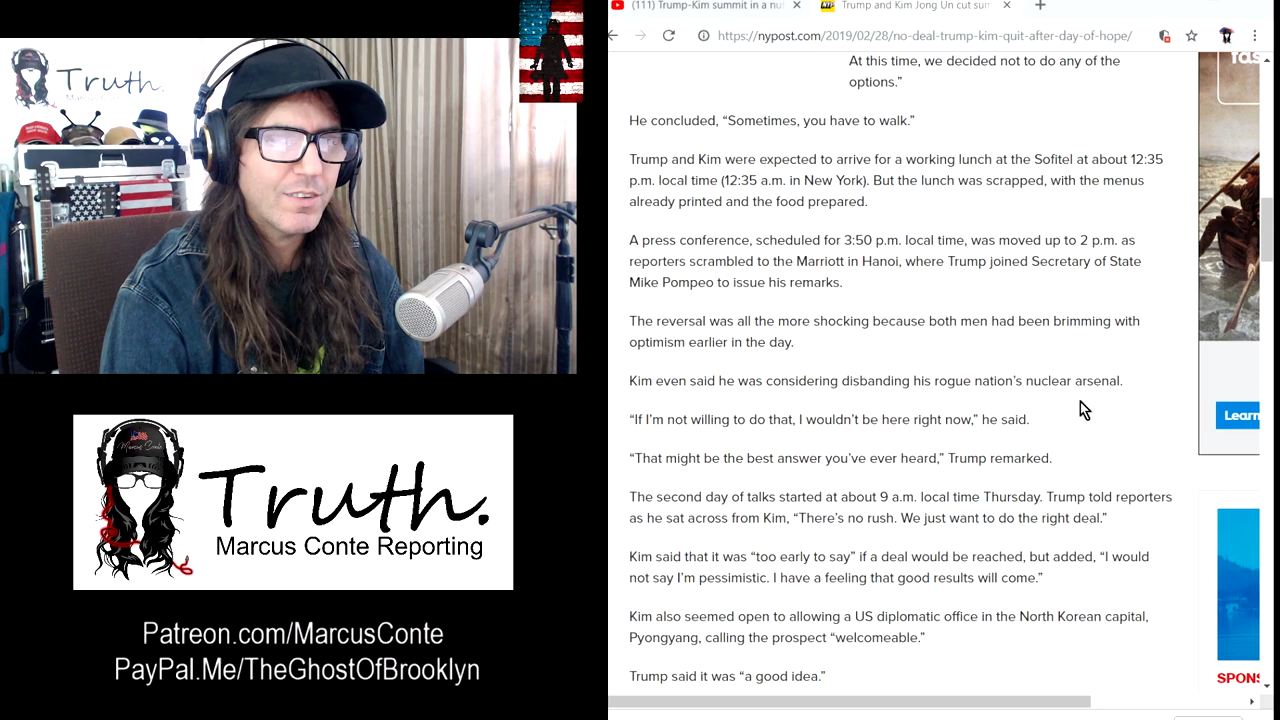 (111) Trump-Kim summit in a nu
Trump and Kim Jong Un cut sum
https://nypost.com/2019/02/28/no-deal-trump-kim-quit-after-day-of-hope/
Truth.
At this time, we decided not to do any of the
options.”
He concluded, “Sometimes, you have to walk.”
Trump and Kim were expected to arrive for a working lunch at the Sofitel at about 12:35
p.m. local time (12:35 a.m. in New York). But the lunch was scrapped, with the menus
already printed and the food prepared.
A press conference, scheduled for 3:50 p.m. local time, was moved up to 2 p.m. as
reporters scrambled to the Marriott in Hanoi, where Trump joined Secretary of State
Mike Pompeo to issue his remarks.
The reversal was all the more shocking because both men had been brimming with
optimism earlier in the day.
Kim even said he was considering disbanding his rogue nation’s nuclear arsenal.
“If I’m not willing to do that, I wouldn’t be here right now,” he said.
“That might be the best answer you’ve ever heard,” Trump remarked.
The second day of talks started at about 9 a.m. local time Thursday. Trump told reporters
as he sat across from Kim, “There’s no rush. We just want to do the right deal.”
Kim said that it was “too early to say” if a deal would be reached, but added, “I would
not say I’m pessimistic. I have a feeling that good results will come.”
Kim also seemed open to allowing a US diplomatic office in the North Korean capital,
Pyongyang, calling the prospect “welcomeable.”
Trump said it was “a good idea.”
Learn
SPONS
Marcus Conte
Truth.
Marcus Conte Reporting
Patreon.com/MarcusConte
PayPal.Me/TheGhostOfBrooklyn